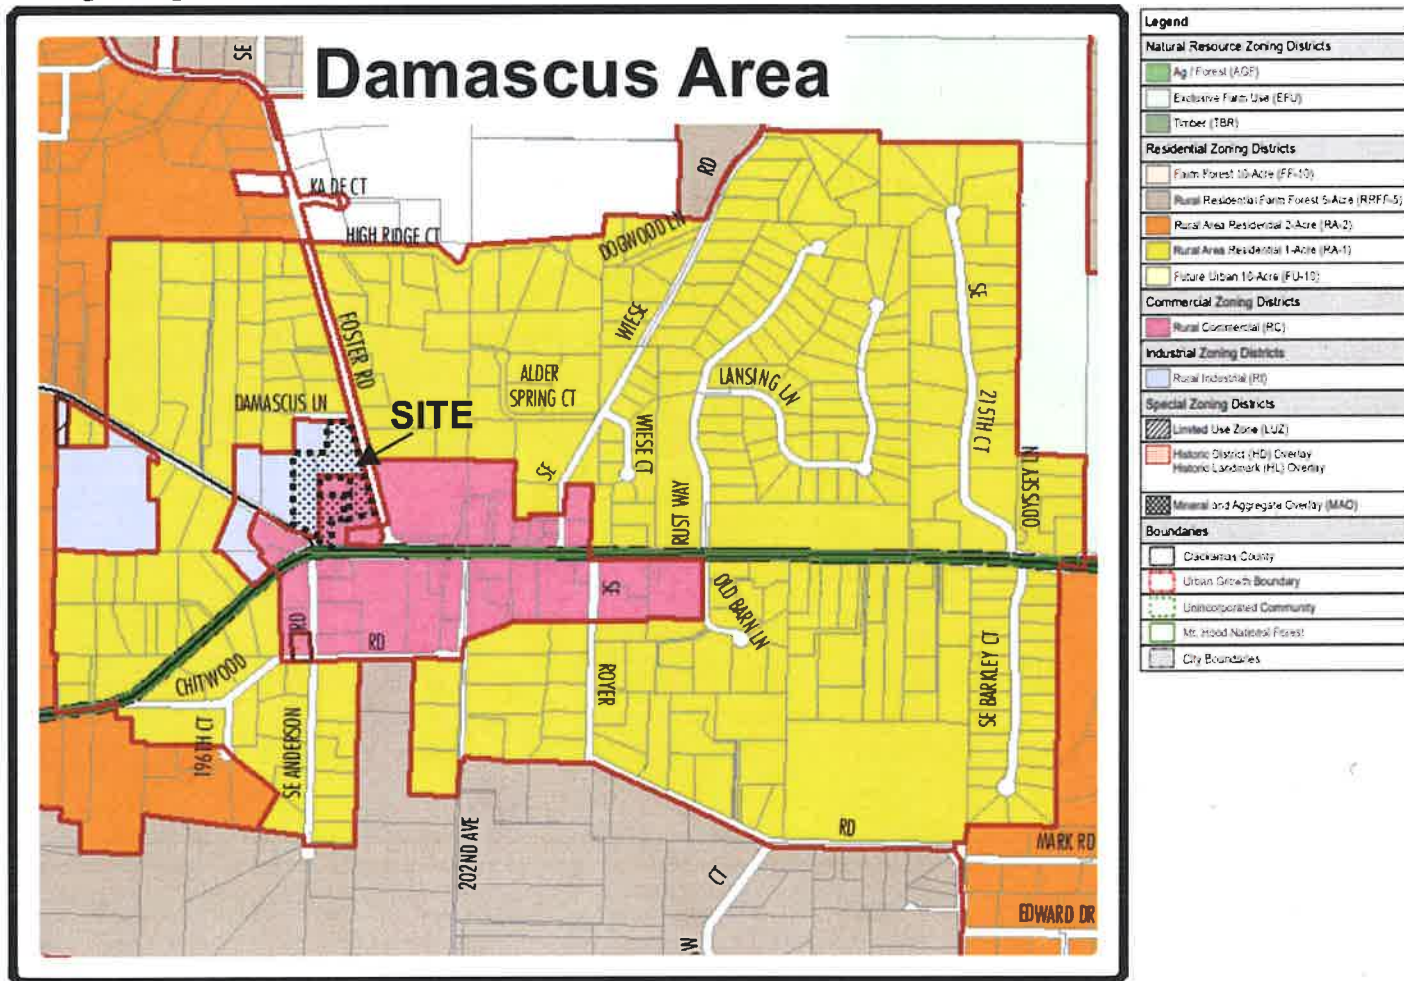 Damascus Area
SE
RD
KA DE CT
HIGH RIDGE CT
DOGWOOD LN
FOSTER RD
WIESE
SE
ALDER
SPRING CT
LANSING LN
DAMASCUS LN
SITE
WIESE CT
SE
215TH CT
RUST WAY
ODYSSEY LN
OLD BARN LN
SE
RD
RD
CHITWOOD
196TH CT
SE ANDERSON
ROYER
SE BARKLEY CT
202ND AVE
RD
CT
MARK RD
EDWARD DR
Legend
Natural Resource Zoning Districts
Ag / Forest (AGF)
Exclusive Farm Use (EFU)
Timber (TBR)
Residential Zoning Districts
Farm Forest 10-Acre (FF-10)
Rural Residential Farm Forest 5-Acre (RRFF-5)
Rural Area Residential 2-Acre (RA-2)
Rural Area Residential 1-Acre (RA-1)
Future Urban 10-Acre (FU-10)
Commercial Zoning Districts
Rural Commercial (RC)
Industrial Zoning Districts
Rural Industrial (RI)
Special Zoning Districts
Limited Use Zone (LUZ)
Historic District (HD) Overlay
Historic Landmark (HL) Overlay
Mineral and Aggregate Overlay (MAO)
Boundaries
Clackamas County
Urban Growth Boundary
Unincorporated Community
Mt. Hood National Forest
City Boundaries